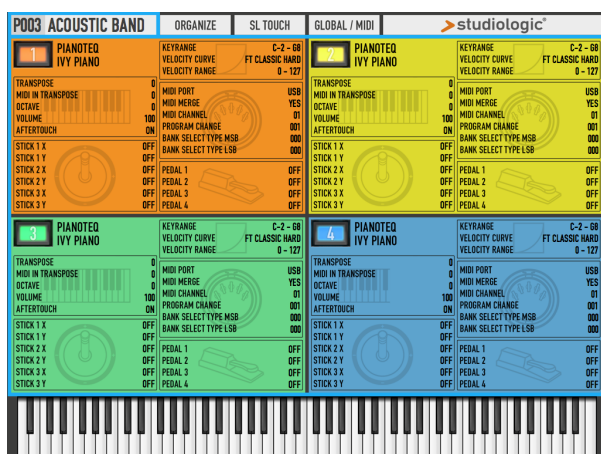 P003 ACOUSTIC BAND ORGANIZE SL TOUCH GLOBAL / MIDI studiologic®
1 PIANOTEQ
IVY PIANO
KEYRANGE C-2 – G8
VELOCITY CURVE FT CLASSIC HARD
VELOCITY RANGE 0 – 127
TRANSPOSE 0
MIDI IN TRANSPOSE 0
OCTAVE 0
VOLUME 100
AFTERTOUCH ON
MIDI PORT USB
MIDI MERGE YES
MIDI CHANNEL 01
PROGRAM CHANGE 001
BANK SELECT TYPE MSB 000
BANK SELECT TYPE LSB 000
STICK 1 X OFF
STICK 1 Y OFF
STICK 2 X OFF
STICK 2 Y OFF
STICK 3 X OFF
STICK 3 Y OFF
PEDAL 1 OFF
PEDAL 2 OFF
PEDAL 3 OFF
PEDAL 4 OFF
2 PIANOTEQ
IVY PIANO
KEYRANGE C-2 – G8
VELOCITY CURVE FT CLASSIC HARD
VELOCITY RANGE 0 – 127
TRANSPOSE 0
MIDI IN TRANSPOSE 0
OCTAVE 0
VOLUME 100
AFTERTOUCH ON
MIDI PORT USB
MIDI MERGE YES
MIDI CHANNEL 01
PROGRAM CHANGE 001
BANK SELECT TYPE MSB 000
BANK SELECT TYPE LSB 000
STICK 1 X OFF
STICK 1 Y OFF
STICK 2 X OFF
STICK 2 Y OFF
STICK 3 X OFF
STICK 3 Y OFF
PEDAL 1 OFF
PEDAL 2 OFF
PEDAL 3 OFF
PEDAL 4 OFF
3 PIANOTEQ
IVY PIANO
KEYRANGE C-2 – G8
VELOCITY CURVE FT CLASSIC HARD
VELOCITY RANGE 0 – 127
TRANSPOSE 0
MIDI IN TRANSPOSE 0
OCTAVE 0
VOLUME 100
AFTERTOUCH ON
MIDI PORT USB
MIDI MERGE YES
MIDI CHANNEL 01
PROGRAM CHANGE 001
BANK SELECT TYPE MSB 000
BANK SELECT TYPE LSB 000
STICK 1 X OFF
STICK 1 Y OFF
STICK 2 X OFF
STICK 2 Y OFF
STICK 3 X OFF
STICK 3 Y OFF
PEDAL 1 OFF
PEDAL 2 OFF
PEDAL 3 OFF
PEDAL 4 OFF
4 PIANOTEQ
IVY PIANO
KEYRANGE C-2 – G8
VELOCITY CURVE FT CLASSIC HARD
VELOCITY RANGE 0 – 127
TRANSPOSE 0
MIDI IN TRANSPOSE 0
OCTAVE 0
VOLUME 100
AFTERTOUCH ON
MIDI PORT USB
MIDI MERGE YES
MIDI CHANNEL 01
PROGRAM CHANGE 001
BANK SELECT TYPE MSB 000
BANK SELECT TYPE LSB 000
STICK 1 X OFF
STICK 1 Y OFF
STICK 2 X OFF
STICK 2 Y OFF
STICK 3 X OFF
STICK 3 Y OFF
PEDAL 1 OFF
PEDAL 2 OFF
PEDAL 3 OFF
PEDAL 4 OFF